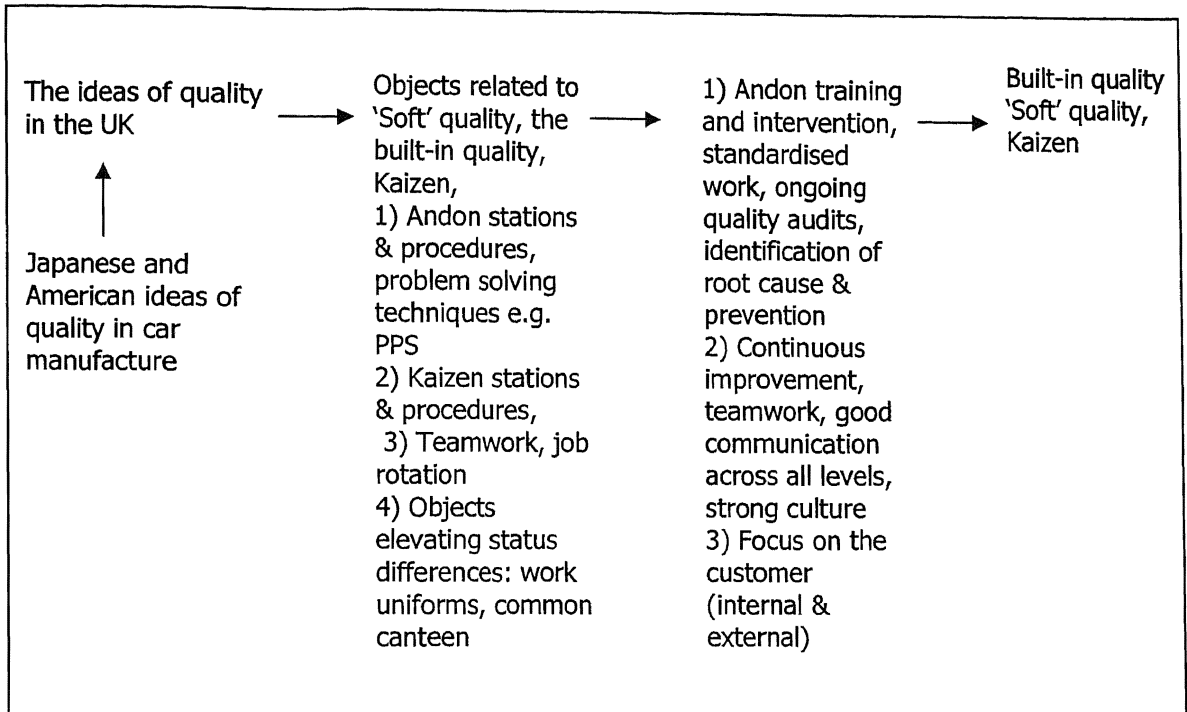 The ideas of quality
in the UK
Japanese and
American ideas of
quality in car
manufacture
Objects related to
‘Soft’ quality, the
built-in quality,
Kaizen,
1) Andon stations
& procedures,
problem solving
techniques e.g.
PPS
2) Kaizen stations
& procedures,
3) Teamwork, job
rotation
4) Objects
elevating status
differences: work
uniforms, common
canteen
1) Andon training
and intervention,
standardised
work, ongoing
quality audits,
identification of
root cause &
prevention
2) Continuous
improvement,
teamwork, good
communication
across all levels,
strong culture
3) Focus on the
customer
(internal &
external)
Built-in quality
‘Soft’ quality,
Kaizen